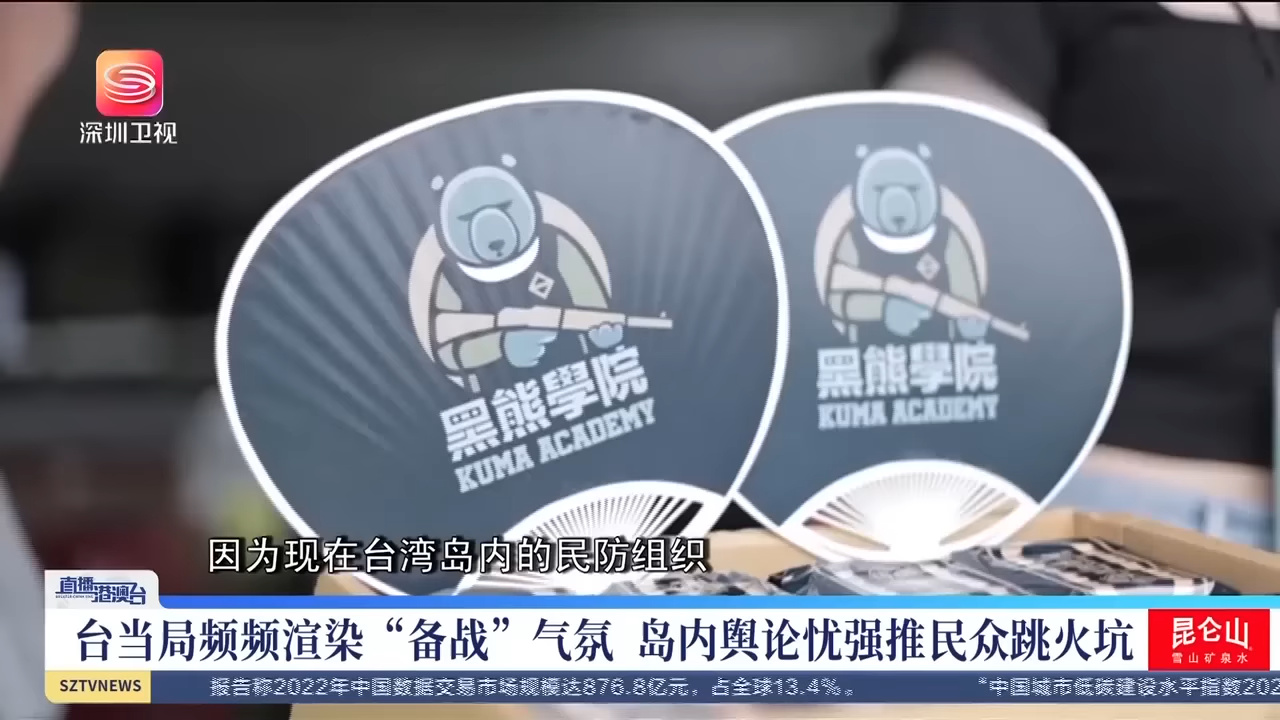 深圳卫视
黑熊學院
KUMA ACADEMY
黑熊學院
KUMA ACADEMY
因为现在台湾岛内的民防组织
直播港澳台
台当局频频渲染“备战”气氛 岛内舆论忧强推民众跳火坑
昆仑山
雪山矿泉水
SZTVNEWS
报告称2022年中国数据交易市场规模达876.8亿元，占全球13.4%。 “中国城市低碳建设水平指数202